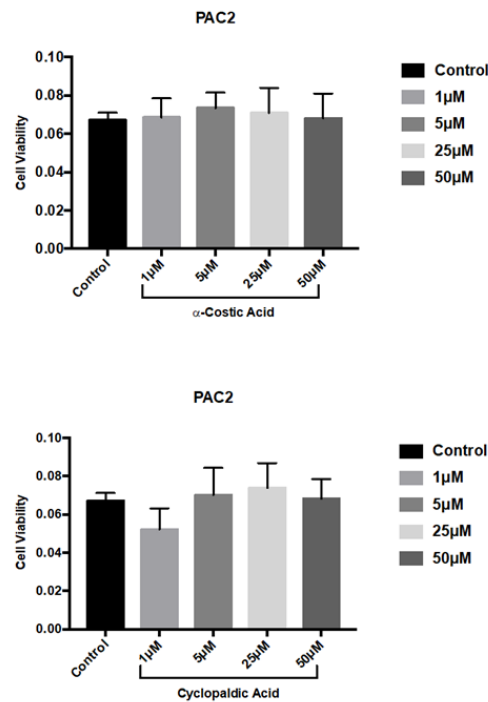 PAC2
Cell Viability
0.10
0.08
0.06
0.04
0.02
0.00
Control
1µM
5µM
25µM
50µM
α-Costic Acid
Control
1µM
5µM
25µM
50µM
PAC2
Cell Viability
0.10
0.08
0.06
0.04
0.02
0.00
Control
1µM
5µM
25µM
50µM
Cyclopaldic Acid
Control
1µM
5µM
25µM
50µM